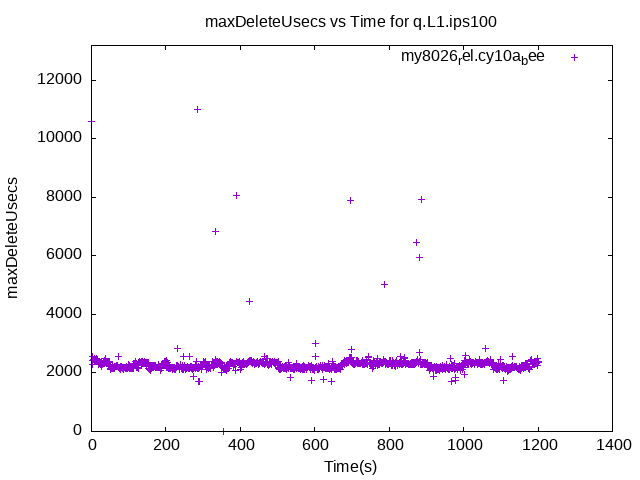 maxDeleteUsecs vs Time for q.L1.ips100
my8026rel.cy10abee
maxDeleteUsecs
12000
10000
8000
6000
4000
2000
0
0 200 400 600 800 1000 1200 1400
Time(s)